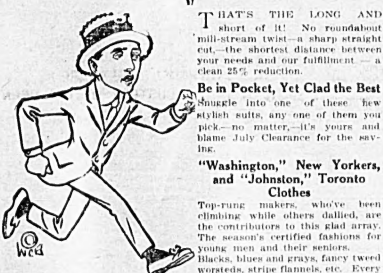 THAT'S THE LONG AND
short of it! No roundabout
mill-stream twist—a sharp straight
cut,—the shortest distance between
your needs and our fulfillment — a
clean 25% reduction.
Be in Pocket, Yet Clad the Best
Snuggle into one of these few
stylish suits, any one of them you
pick,—no matter,—it's yours and
blame July Clearance for the sav-
ing.
"Washington," New Yorkers,
and "Johnston," Toronto
Clothes
Top-rung makers, who've been
climbing while others dallied, are
the contributors to this glad array.
The season's certified fashions for
young men and their seniors.
Blacks, blues and grays, fancy tweed
worsteds, stripe flannels, etc. Every
©
WCD